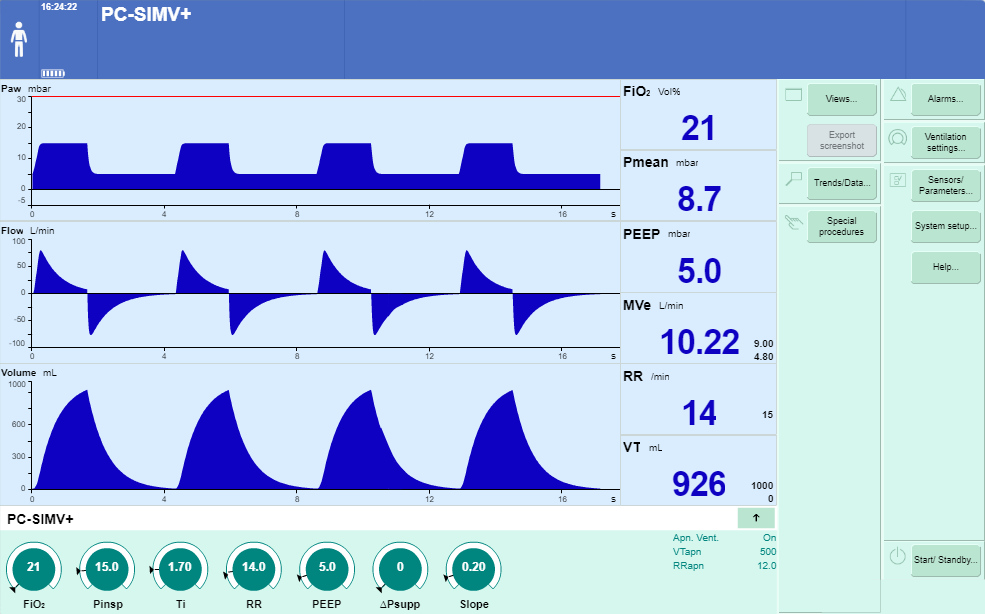 16:24:22
PC-SIMV+
Paw mbar
30
20
10
0
-5
0 4 8 12 16 s
Flow L/min
100
50
0
-50
-100
0 4 8 12 16 s
Volume mL
1000
600
300
0
0 4 8 12 16 s
FiO₂ Vol%
21
Pmean mbar
8.7
PEEP mbar
5.0
MVe L/min
10.22
9.00
4.80
RR /min
14
15
VT mL
926
1000
0
Views...
Export
screenshot
Trends/Data...
Special
procedures
Alarms...
Ventilation
settings...
Sensors/
Parameters...
System setup...
Help...
Start/ Standby...
PC-SIMV+
↑
21 15.0 1.70 14.0 5.0 0 0.20
FiO₂ Pinsp Ti RR PEEP ΔPsupp Slope
Apn. Vent. On
VTapn 500
RRapn 12.0